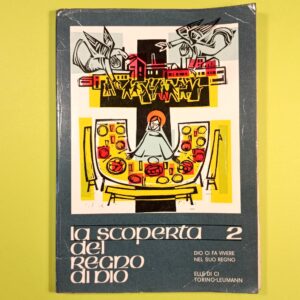 la scoperta 2
del
REGNO
di DIO
DIO CI FA VIVERE
NEL SUO REGNO
ELLE DI CI
TORINO-LEUMANN